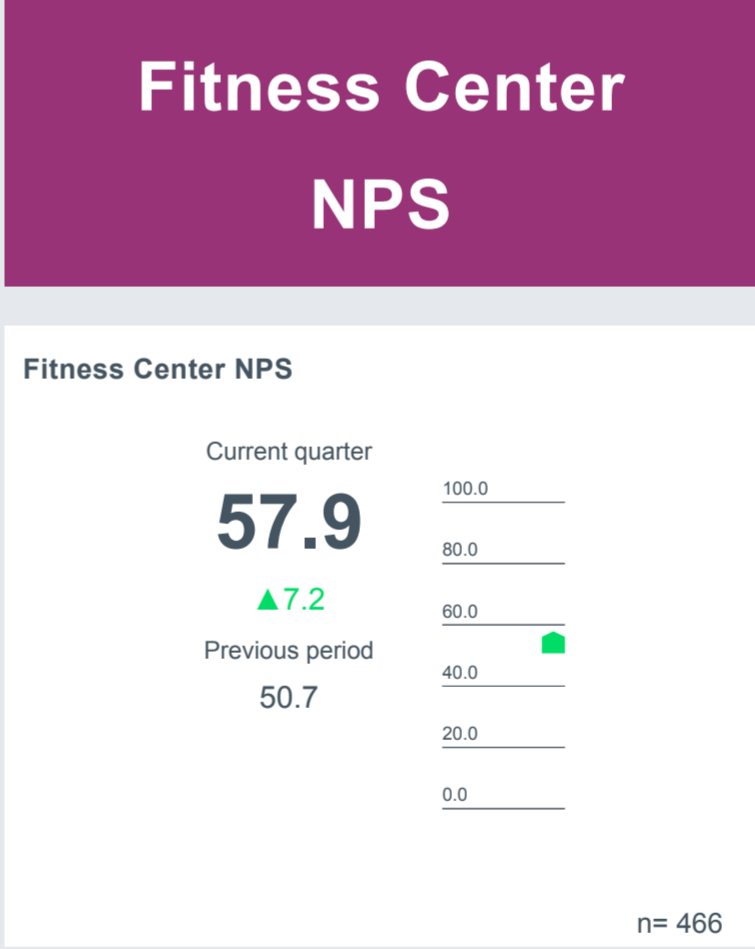 Fitness Center
NPS
Fitness Center NPS
Current quarter
57.9
▲7.2
Previous period
50.7
100.0
80.0
60.0
40.0
20.0
0.0
n= 466